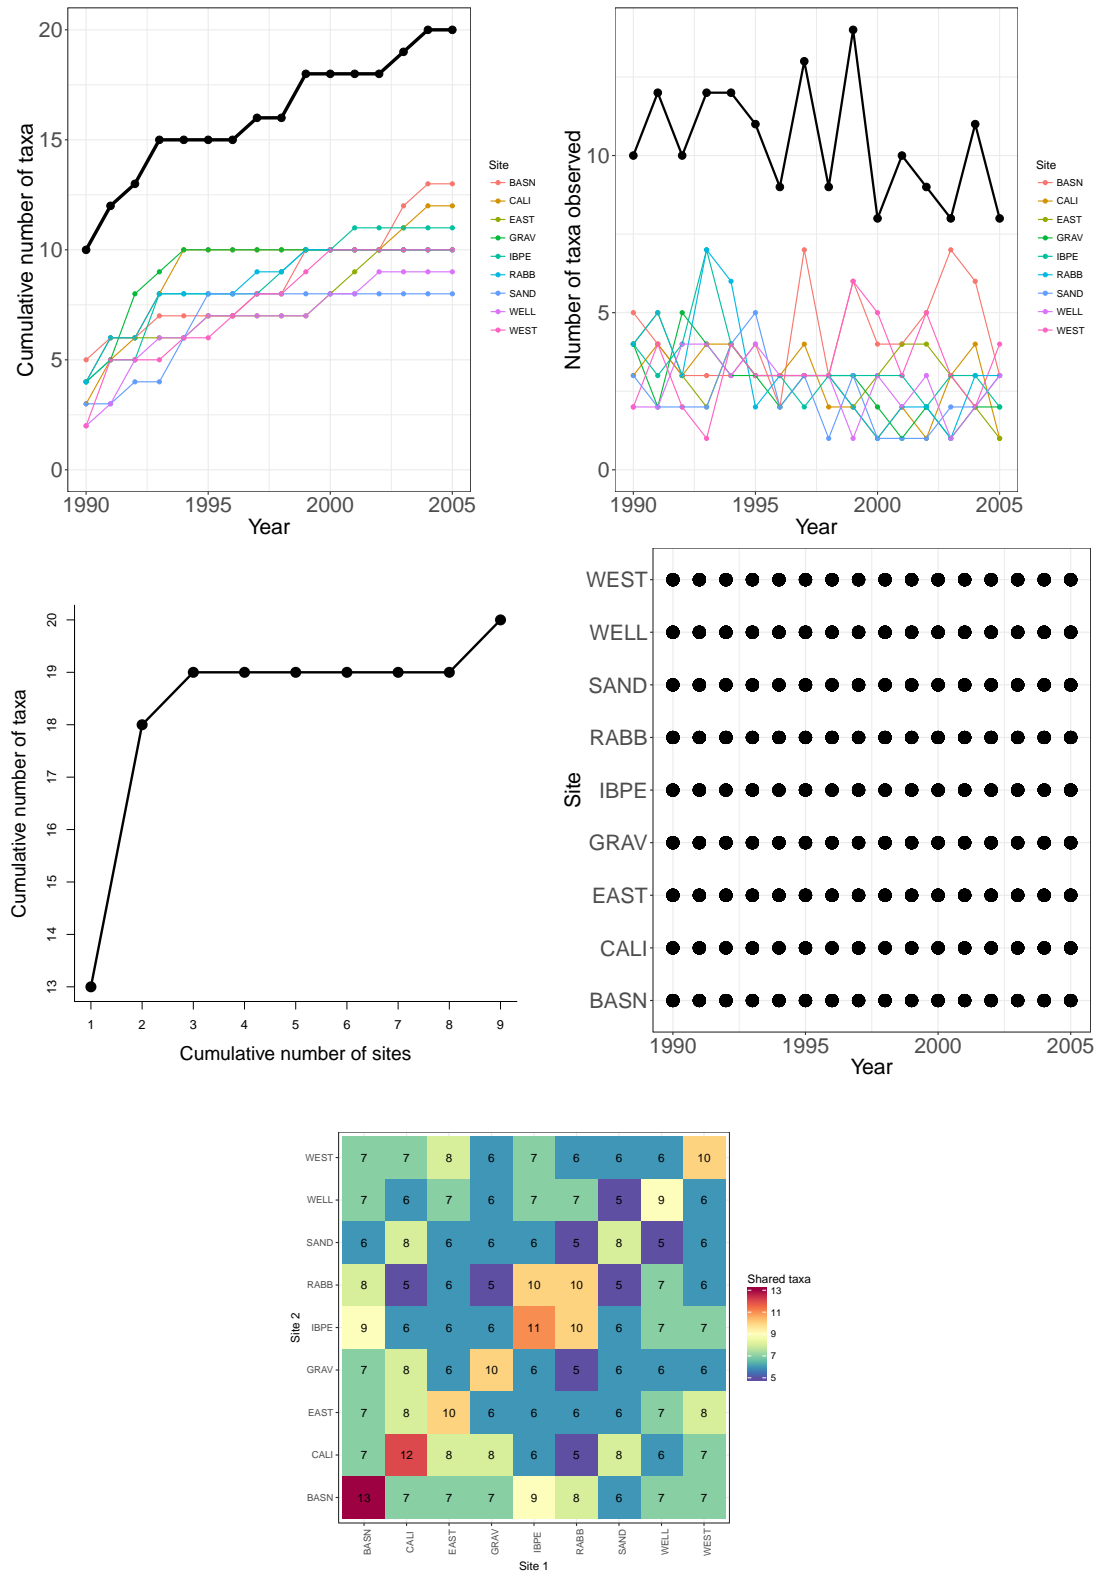 Cumulative number of taxa
20
15
10
5
0
1990 1995 2000 2005
Year
Site
BASN
CALI
EAST
GRAV
IBPE
RABB
SAND
WELL
WEST
Number of taxa observed
10
5
0
1990 1995 2000 2005
Year
Site
BASN
CALI
EAST
GRAV
IBPE
RABB
SAND
WELL
WEST
Cumulative number of taxa
20
19
18
17
16
15
14
13
1 2 3 4 5 6 7 8 9
Cumulative number of sites
Site
WEST
WELL
SAND
RABB
IBPE
GRAV
EAST
CALI
BASN
1990 1995 2000 2005
Year
Site 2
WEST 7 7 8 6 7 6 6 6 10
WELL 7 6 7 6 7 7 5 9 6
SAND 6 8 6 6 6 5 8 5 6
RABB 8 5 6 5 10 10 5 7 6
IBPE 9 6 6 6 11 10 6 7 7
GRAV 7 8 6 10 6 5 6 6 6
EAST 7 8 10 6 6 6 6 7 8
CALI 7 12 8 8 6 5 8 6 7
BASN 13 7 7 7 9 8 6 7 7
BASN CALI EAST GRAV IBPE RABB SAND WELL WEST
Site 1
Shared taxa
13
11
9
7
5